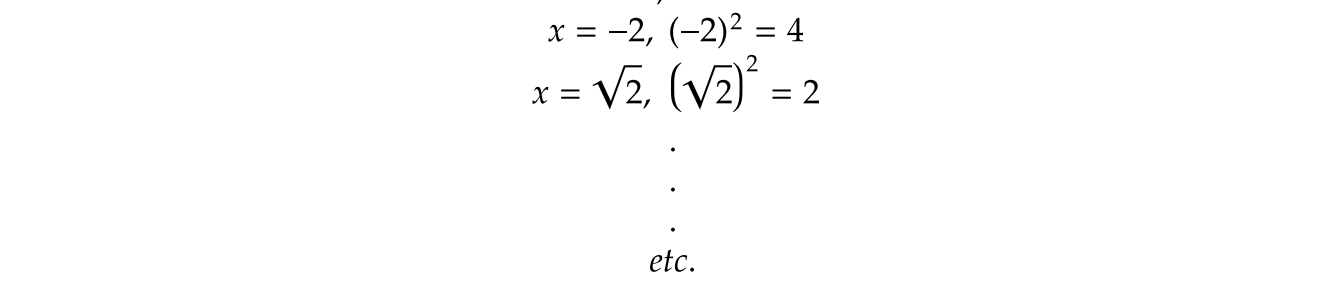 x = −2, (−2)² = 4
x = √2, (√2)² = 2
.
.
.
etc.